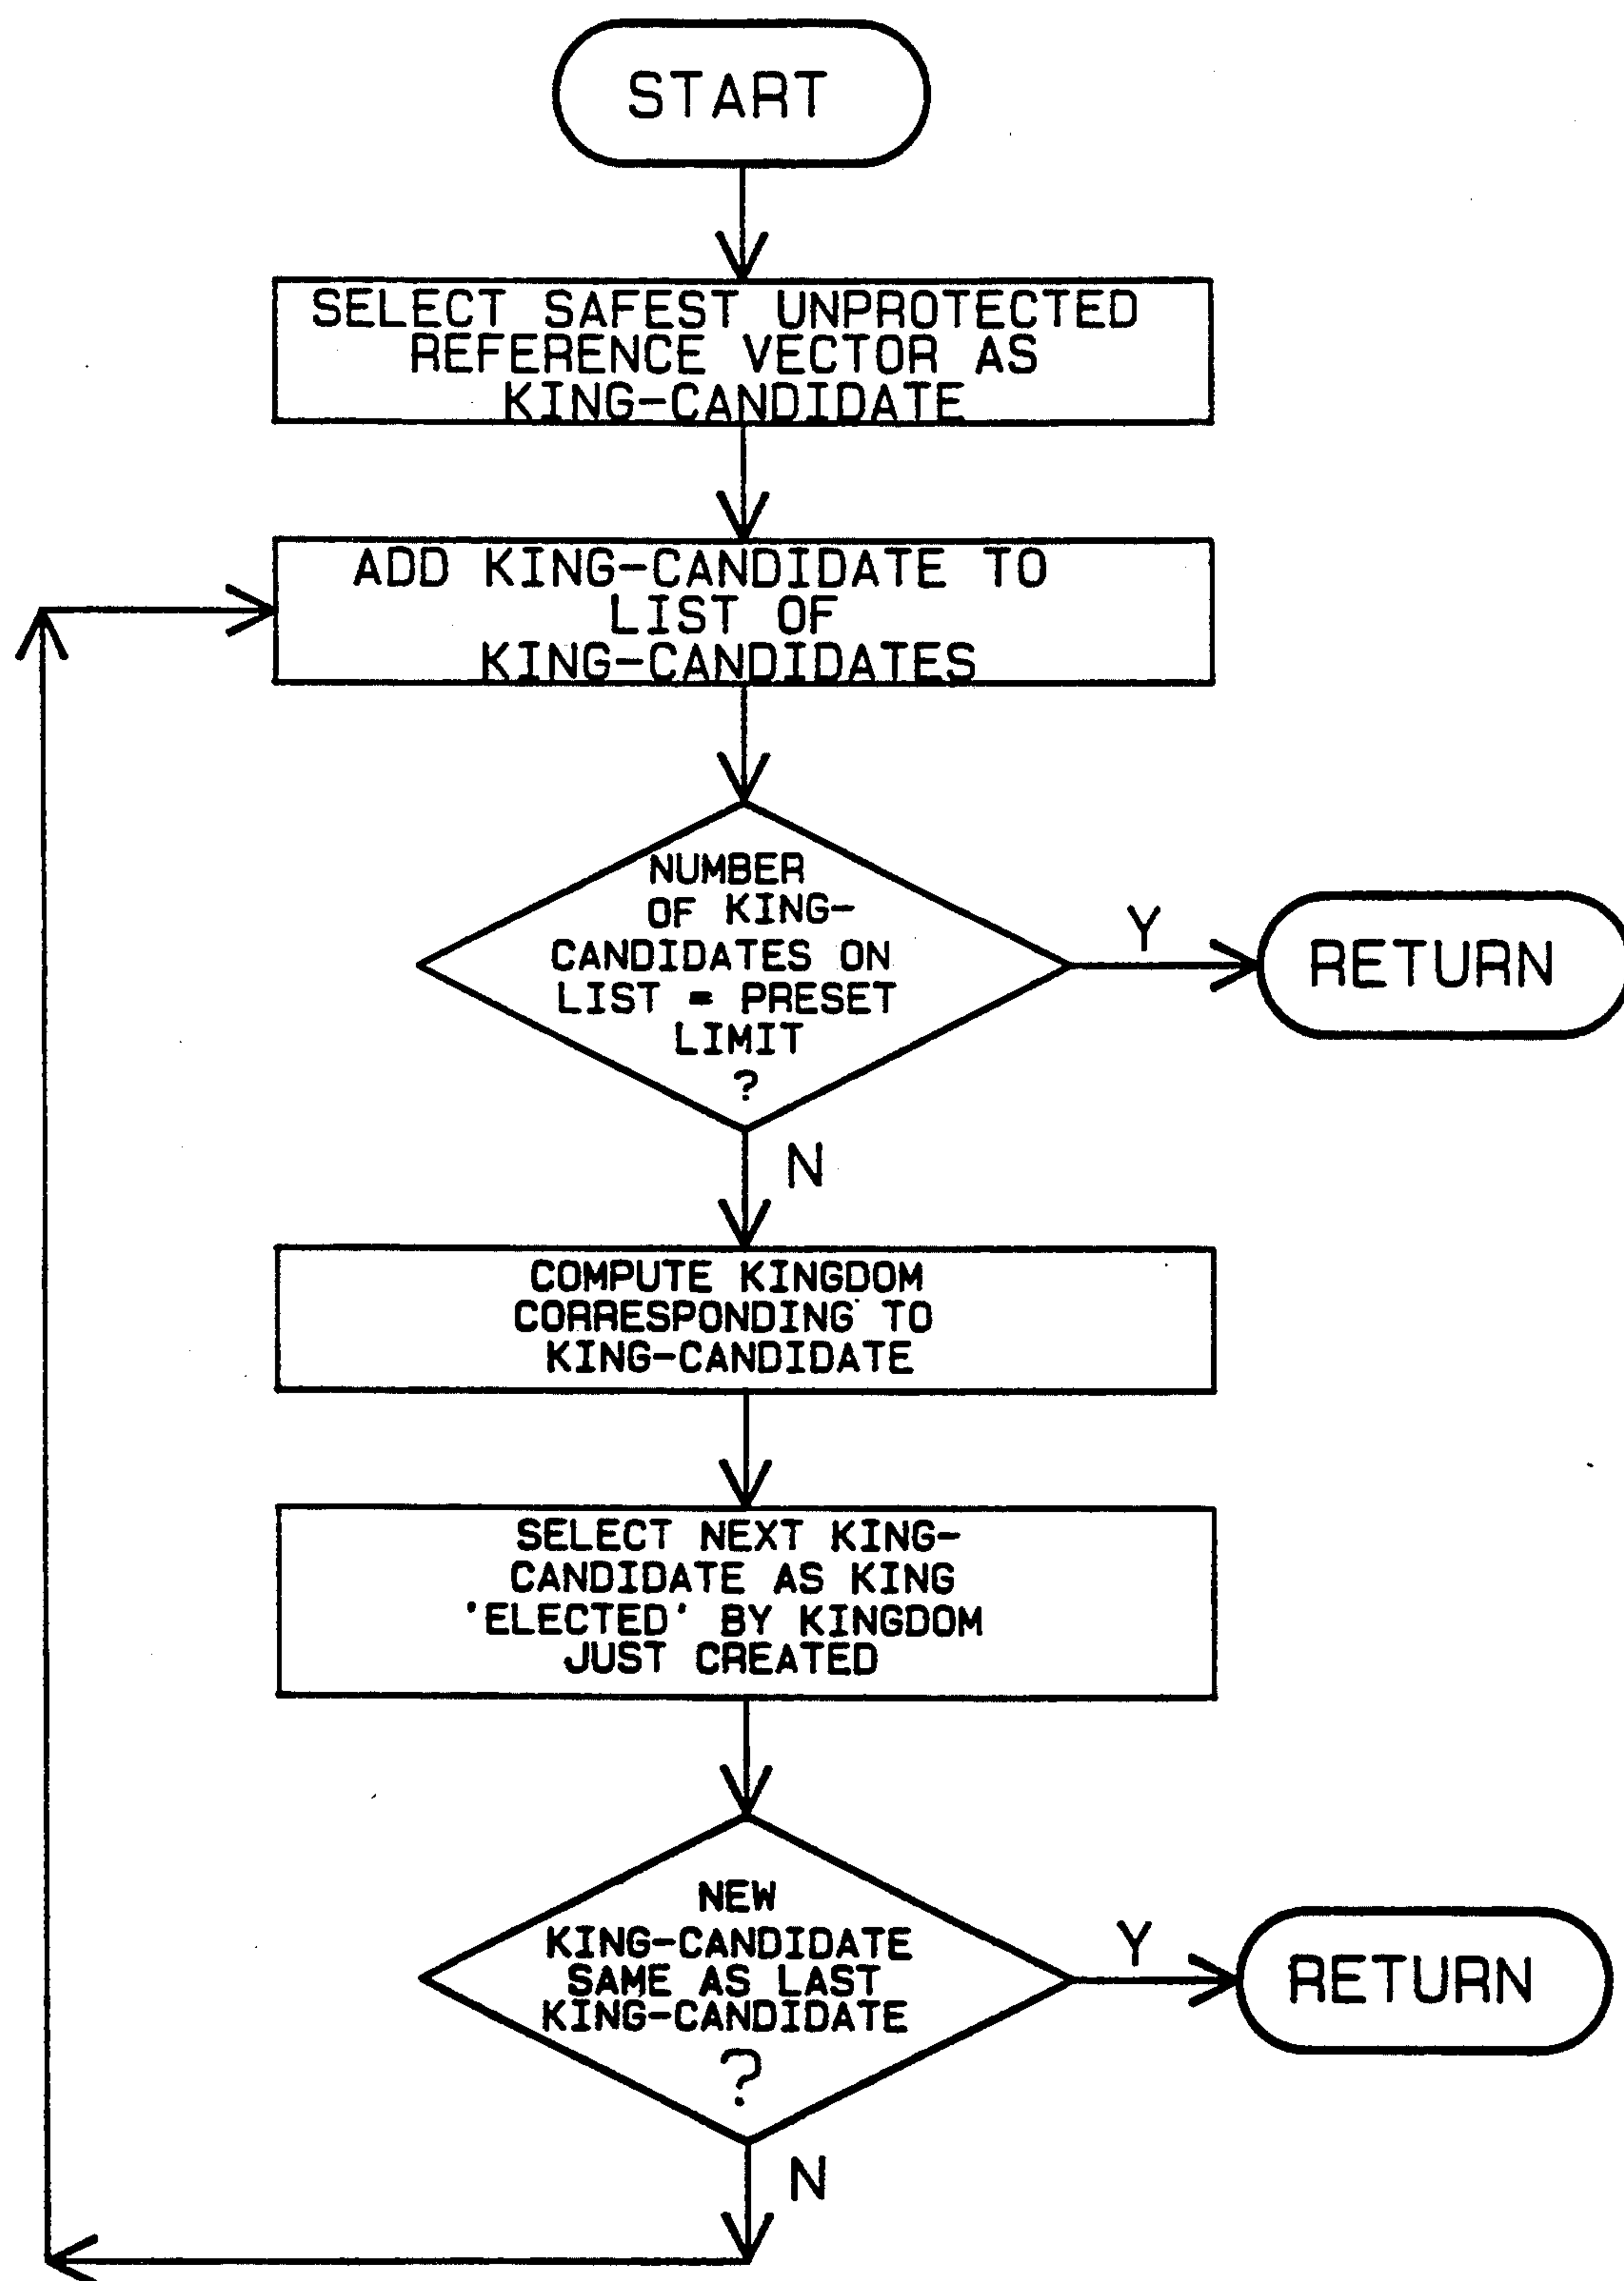 START
SELECT SAFEST UNPROTECTED
REFERENCE VECTOR AS
KING-CANDIDATE
ADD KING-CANDIDATE TO
LIST OF
KING-CANDIDATES
NUMBER
OF KING-
CANDIDATES ON
LIST = PRESET
LIMIT
?
Y
RETURN
N
COMPUTE KINGDOM
CORRESPONDING TO
KING-CANDIDATE
SELECT NEXT KING-
CANDIDATE AS KING
'ELECTED' BY KINGDOM
JUST CREATED
NEW
KING-CANDIDATE
SAME AS LAST
KING-CANDIDATE
?
Y
RETURN
N